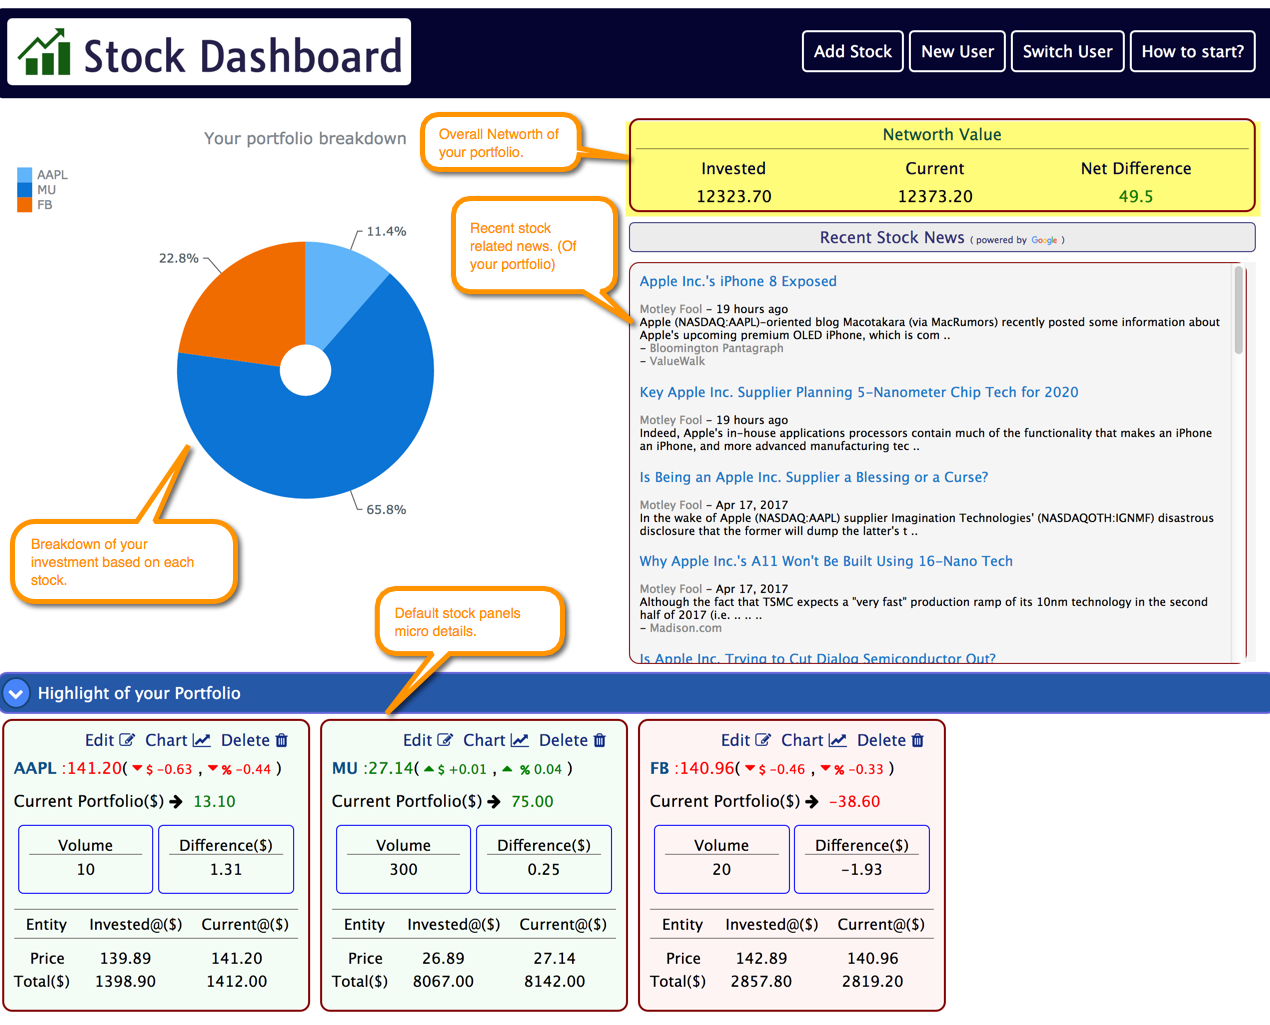 Stock Dashboard
Add Stock
New User
Switch User
How to start?
Your portfolio breakdown
AAPL
MU
FB
11.4%
22.8%
65.8%
Overall Networth of
your portfolio.
Networth Value
Invested Current Net Difference
12323.70 12373.20 49.5
Recent stock
related news. (Of
your portfolio)
Recent Stock News ( powered by Google )
Apple Inc.'s iPhone 8 Exposed
Motley Fool - 19 hours ago
Apple (NASDAQ:AAPL)-oriented blog Macotakara (via MacRumors) recently posted some information about
Apple's upcoming premium OLED iPhone, which is com ..
- Bloomington Pantagraph
- ValueWalk
Key Apple Inc. Supplier Planning 5-Nanometer Chip Tech for 2020
Motley Fool - 19 hours ago
Indeed, Apple's in-house applications processors contain much of the functionality that makes an iPhone
an iPhone, and more advanced manufacturing tec ..
Is Being an Apple Inc. Supplier a Blessing or a Curse?
Motley Fool - Apr 17, 2017
In the wake of Apple (NASDAQ:AAPL) supplier Imagination Technologies' (NASDAQOTH:IGNMF) disastrous
disclosure that the former will dump the latter's t ..
Why Apple Inc.'s A11 Won't Be Built Using 16-Nano Tech
Motley Fool - Apr 17, 2017
Although the fact that TSMC expects a "very fast" production ramp of its 10nm technology in the second
half of 2017 (i.e. .. .. ..
- Madison.com
Is Apple Inc. Trying to Cut Dialog Semiconductor Out?
Breakdown of your
investment based on each
stock.
Default stock panels
micro details.
Highlight of your Portfolio
Edit Chart Delete
AAPL :141.20( $ -0.63 , % -0.44 )
Current Portfolio($) 13.10
Volume Difference($)
10 1.31
Entity Invested@($) Current@($)
Price 139.89 141.20
Total($) 1398.90 1412.00
Edit Chart Delete
MU :27.14( $ +0.01 , % 0.04 )
Current Portfolio($) 75.00
Volume Difference($)
300 0.25
Entity Invested@($) Current@($)
Price 26.89 27.14
Total($) 8067.00 8142.00
Edit Chart Delete
FB :140.96( $ -0.46 , % -0.33 )
Current Portfolio($) -38.60
Volume Difference($)
20 -1.93
Entity Invested@($) Current@($)
Price 142.89 140.96
Total($) 2857.80 2819.20